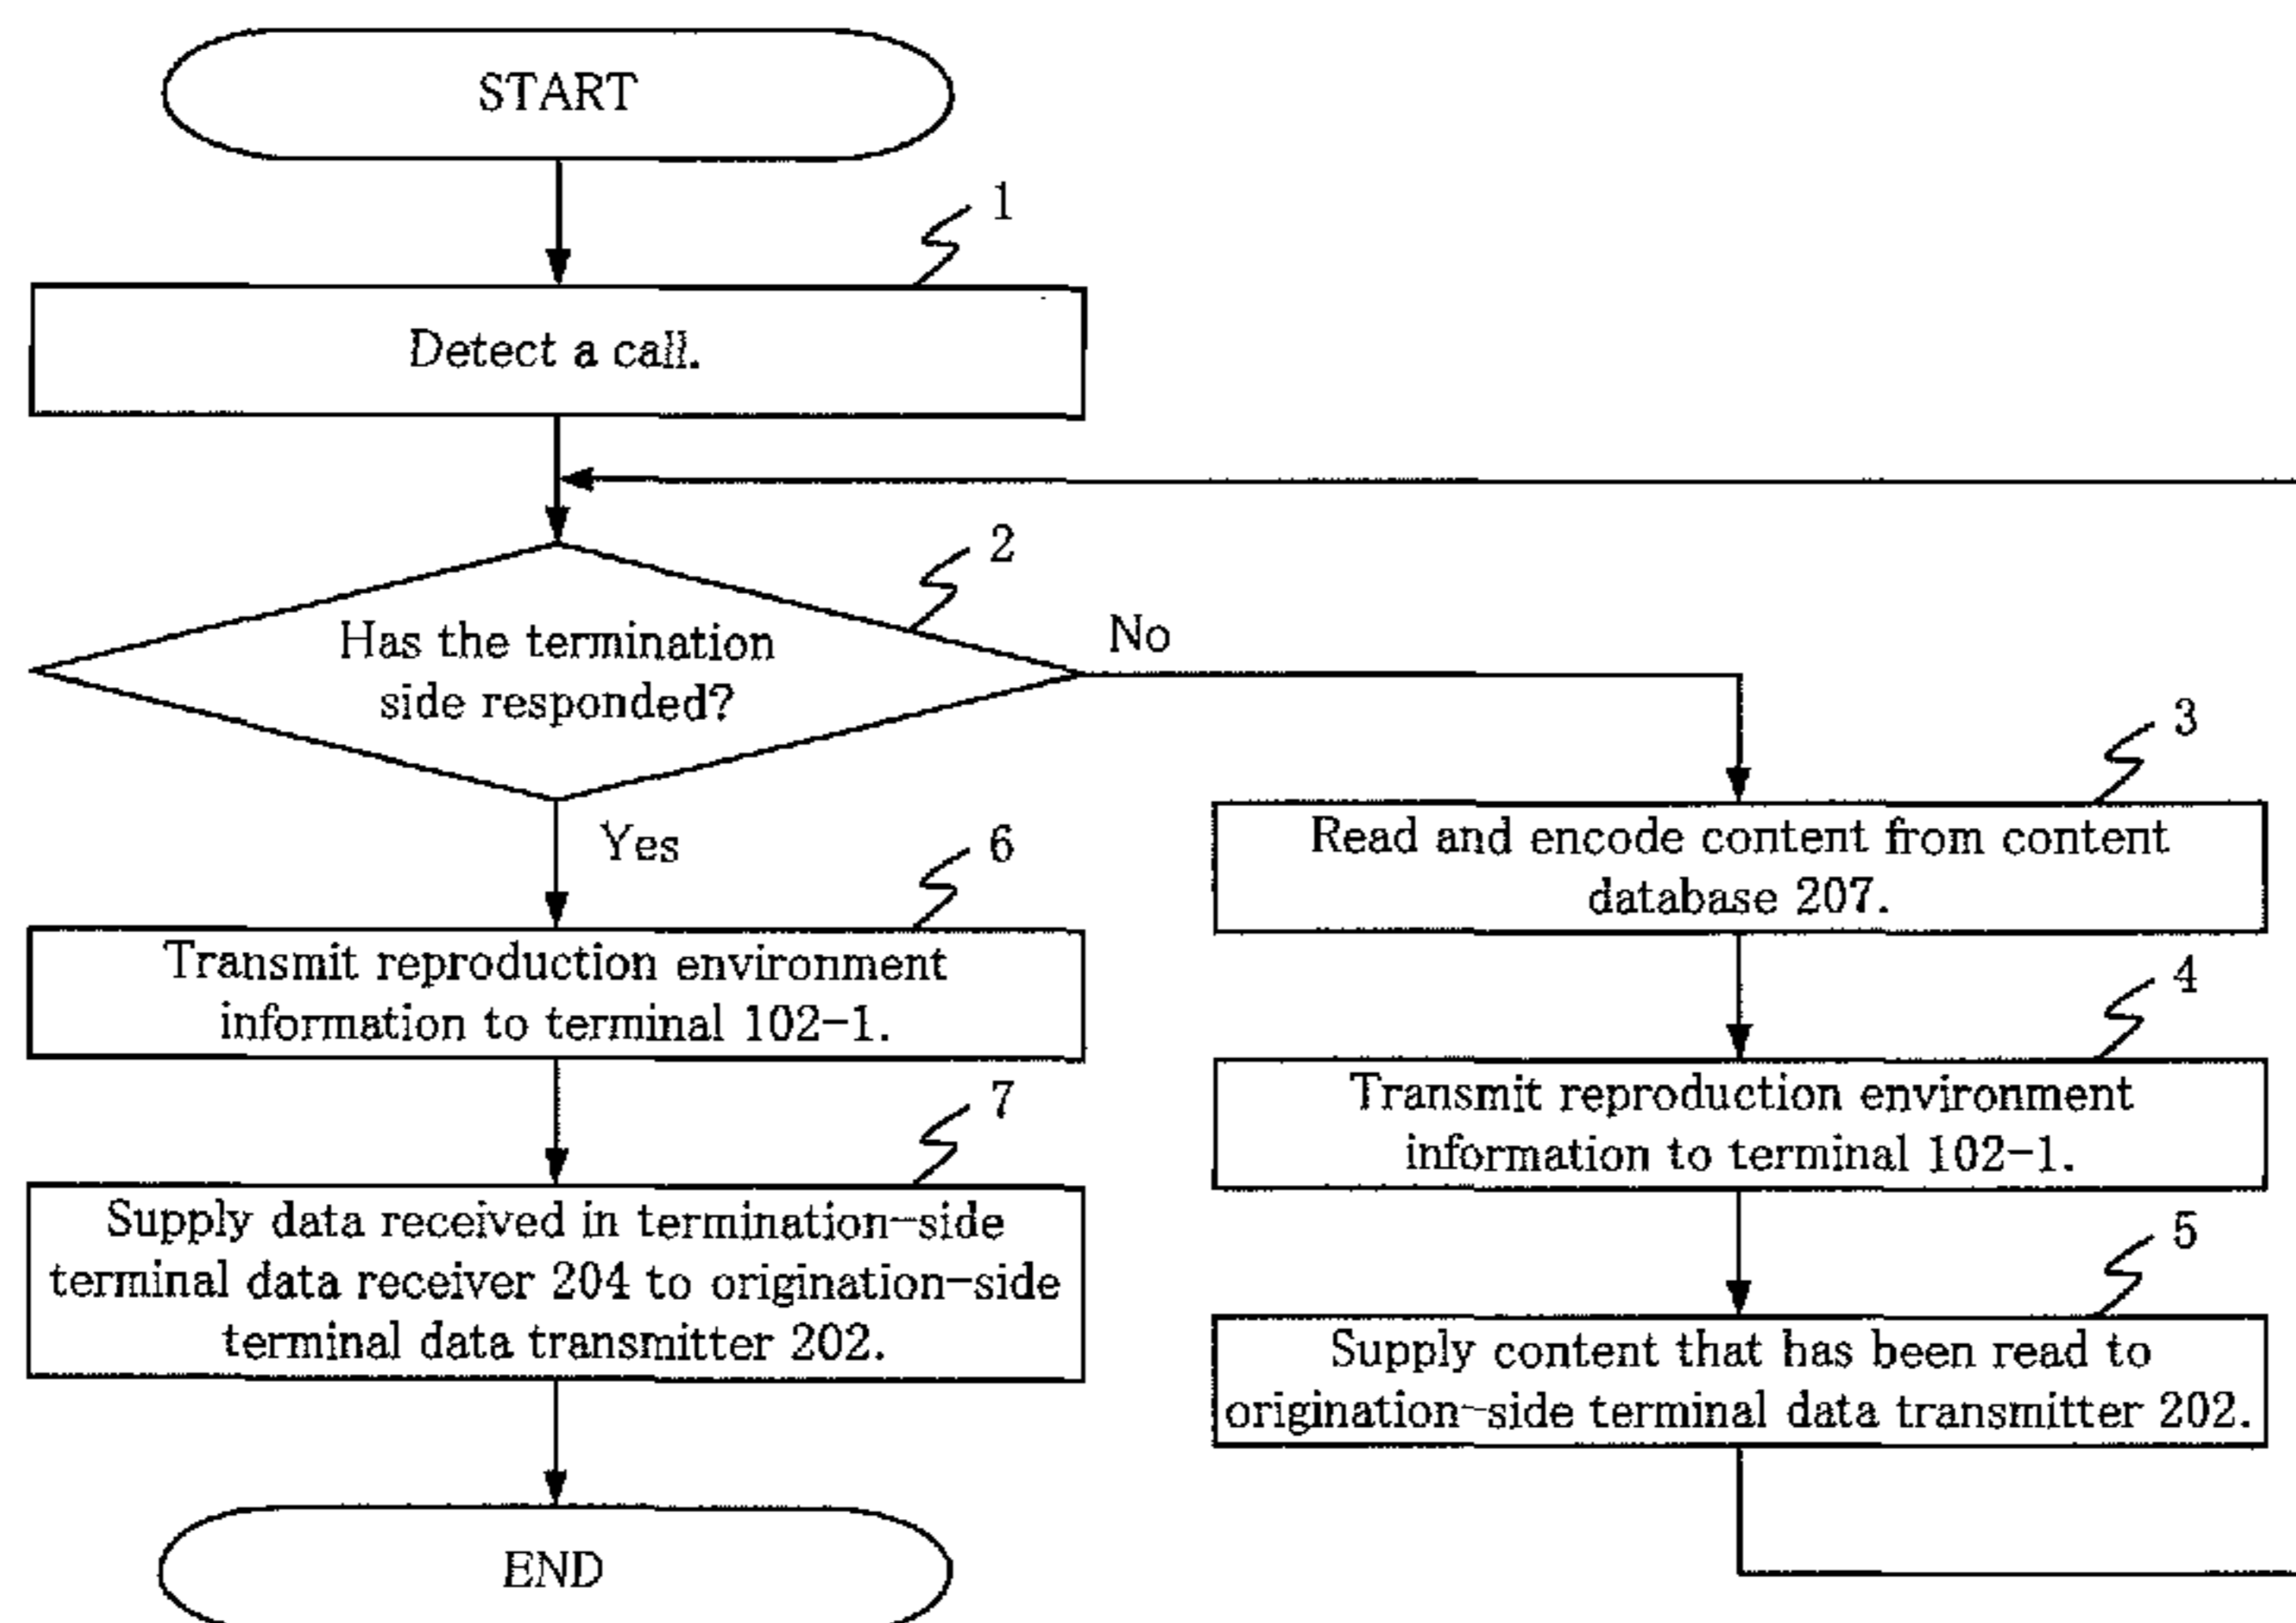 START
1
Detect a call.
2
Has the termination
side responded?
No
Yes
3
Read and encode content from content
database 207.
4
Transmit reproduction environment
information to terminal 102-1.
5
Supply content that has been read to
origination-side terminal data transmitter 202.
6
Transmit reproduction environment
information to terminal 102-1.
7
Supply data received in termination-side
terminal data receiver 204 to origination-side
terminal data transmitter 202.
END